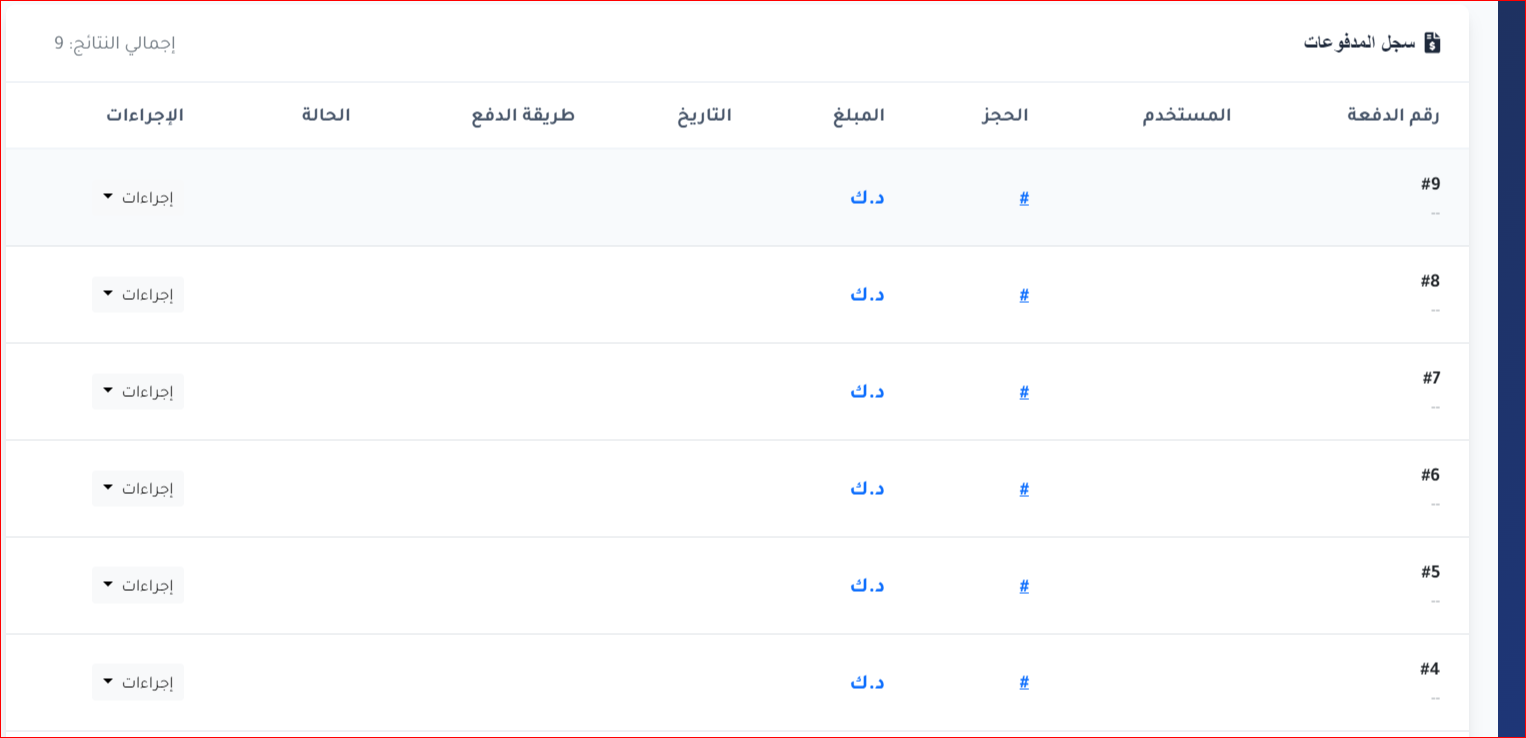 سجل المدفوعات
إجمالي النتائج: 9
رقم الدفعة المستخدم الحجز المبلغ التاريخ طريقة الدفع الحالة الإجراءات
#9 # د.ك إجراءات
--
#8 # د.ك إجراءات
--
#7 # د.ك إجراءات
--
#6 # د.ك إجراءات
--
#5 # د.ك إجراءات
--
#4 # د.ك إجراءات
--